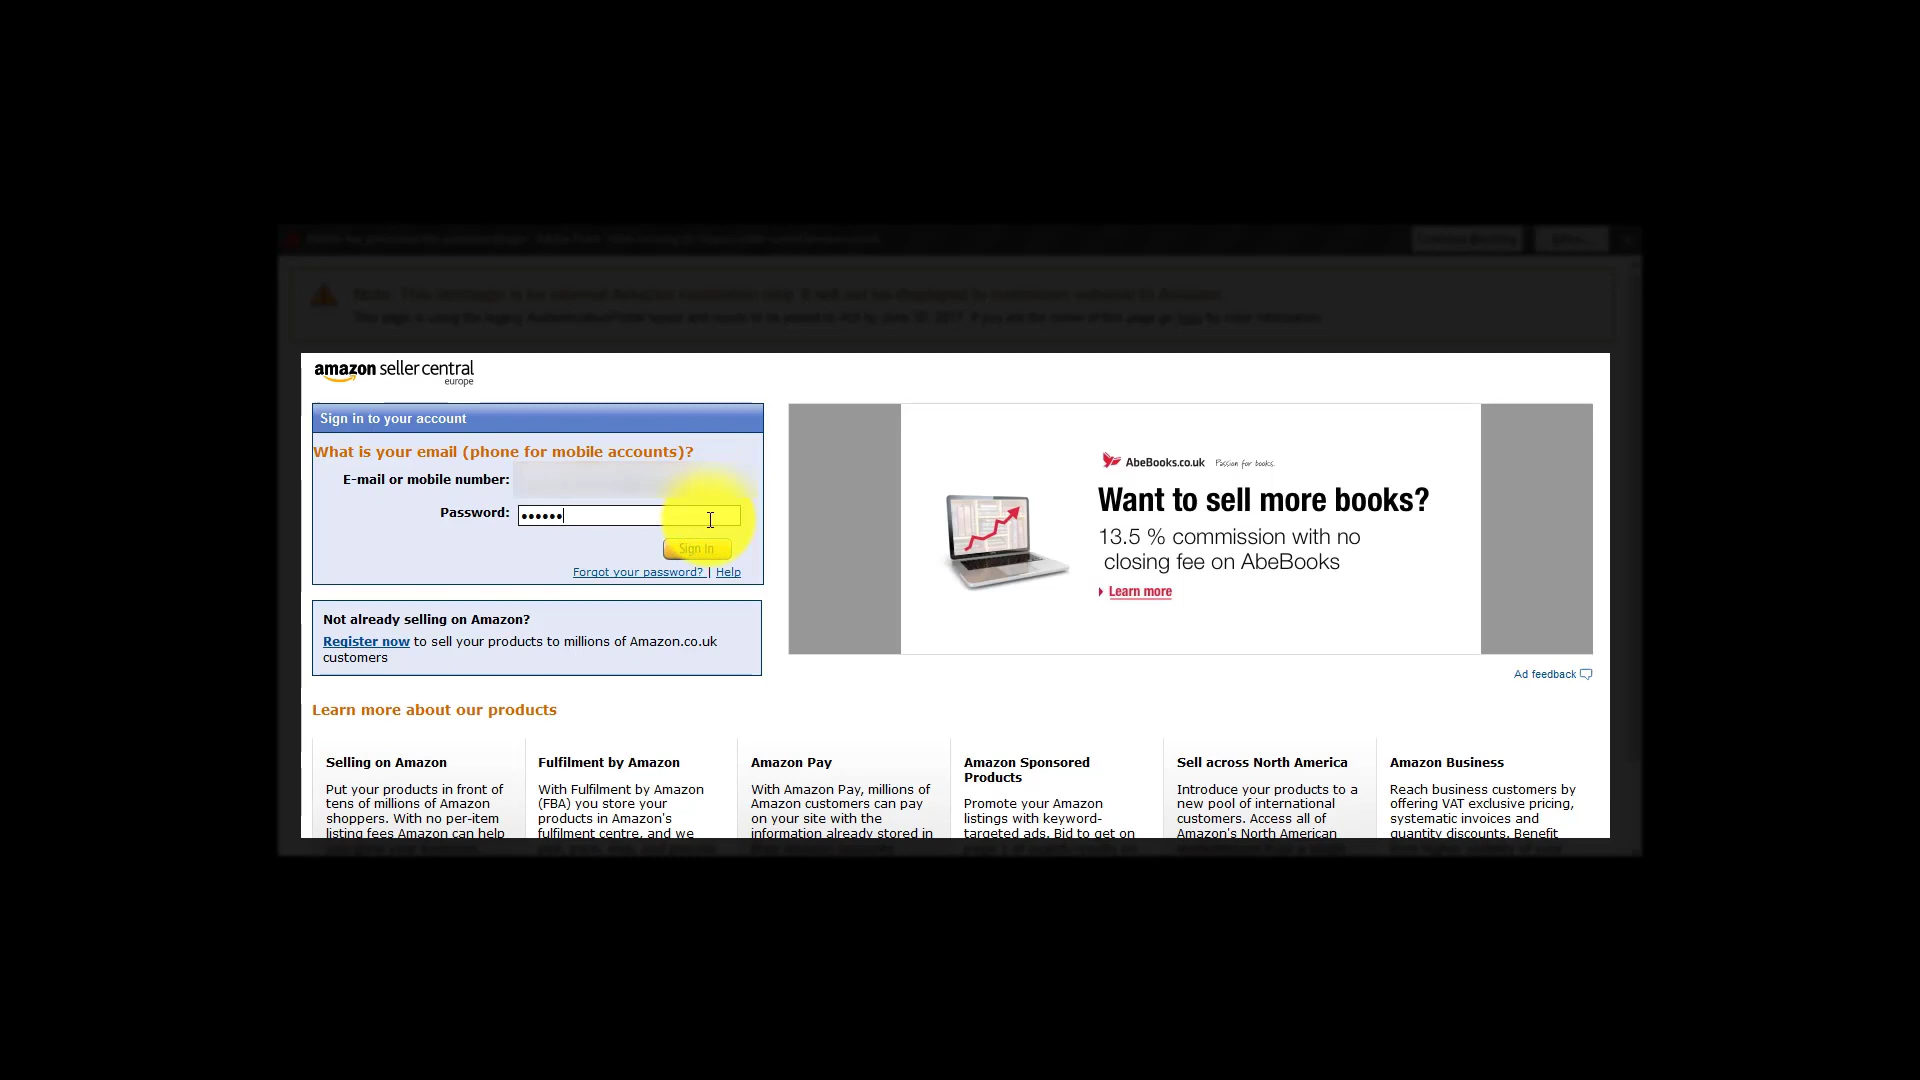 amazon seller central
europe
Sign in to your account
What is your email (phone for mobile accounts)?
E-mail or mobile number:
Password: ••••••
Sign in
Forgot your password? | Help
Not already selling on Amazon?
Register now to sell your products to millions of Amazon.co.uk
customers
AbeBooks.co.uk Passion for books.
Want to sell more books?
13.5 % commission with no
closing fee on AbeBooks
Learn more
Ad feedback
Learn more about our products
Selling on Amazon
Put your products in front of
tens of millions of Amazon
shoppers. With no per-item
listing fees Amazon can help
Fulfilment by Amazon
With Fulfilment by Amazon
(FBA) you store your
products in Amazon's
fulfilment centre, and we
Amazon Pay
With Amazon Pay, millions of
Amazon customers can pay
on your site with the
information already stored in
Amazon Sponsored
Products
Promote your Amazon
listings with keyword-
targeted ads. Bid to get on
Sell across North America
Introduce your products to a
new pool of international
customers. Access all of
Amazon's North American
Amazon Business
Reach business customers by
offering VAT exclusive pricing,
systematic invoices and
quantity discounts. Benefit